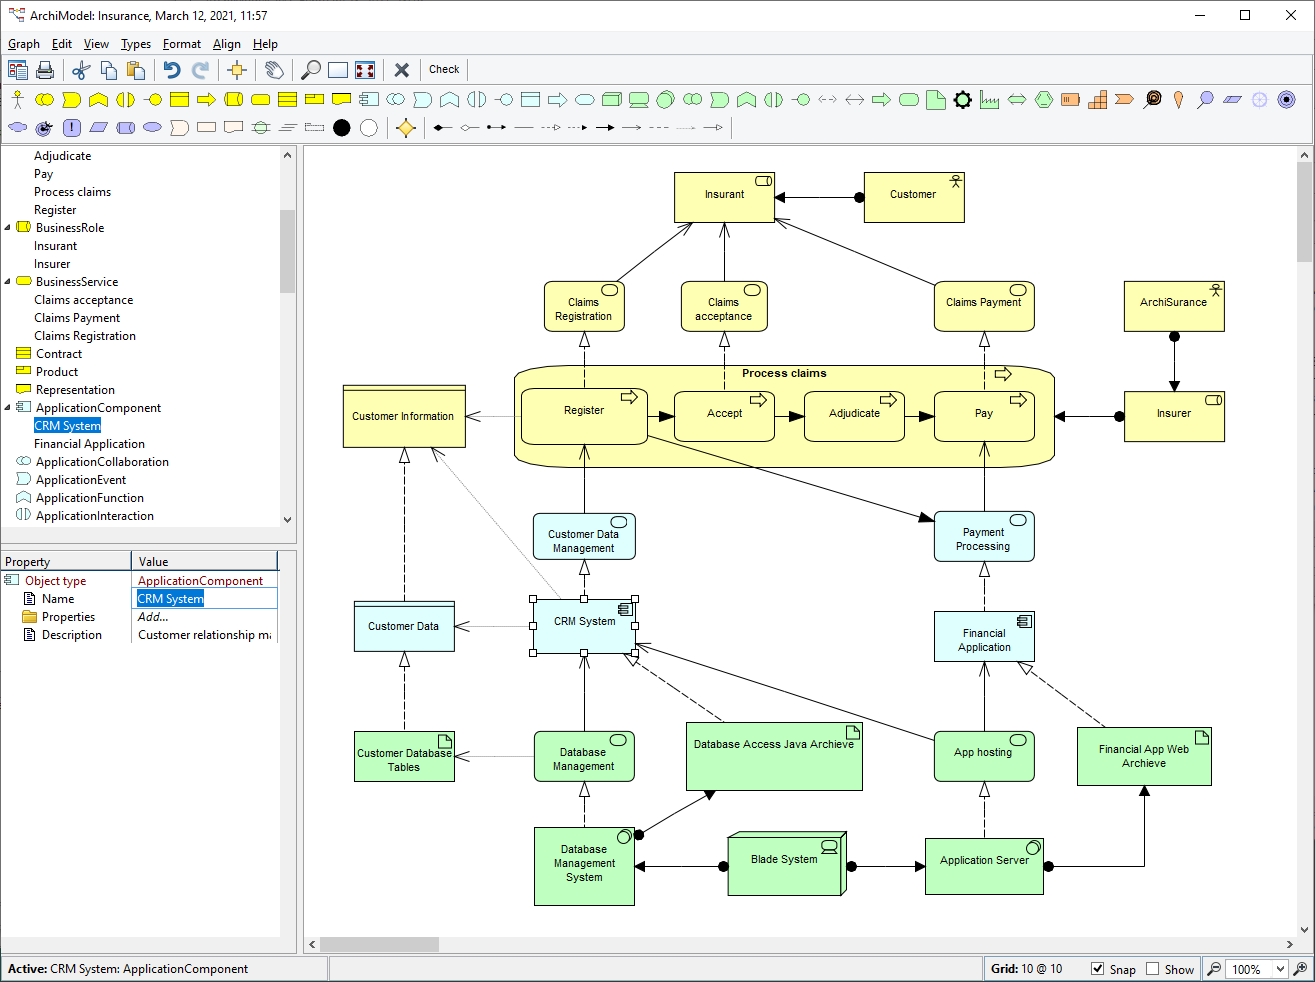 ArchiModel: Insurance, March 12, 2021, 11:57
Graph Edit View Types Format Align Help
Check
Adjudicate
Pay
Process claims
Register
BusinessRole
Insurant
Insurer
BusinessService
Claims acceptance
Claims Payment
Claims Registration
Contract
Product
Representation
ApplicationComponent
CRM System
Financial Application
ApplicationCollaboration
ApplicationEvent
ApplicationFunction
ApplicationInteraction
Property Value
Object type ApplicationComponent
Name CRM System
Properties Add...
Description Customer relationship ma
Insurant
Customer
Claims
Registration
Claims
acceptance
Claims Payment
ArchiSurance
Process claims
Customer Information
Register
Accept
Adjudicate
Pay
Insurer
Customer Data
Management
Payment
Processing
Customer Data
CRM System
Financial
Application
Customer Database
Tables
Database
Management
Database Access Java Archieve
App hosting
Financial App Web
Archieve
Database
Management
System
Blade System
Application Server
Active: CRM System: ApplicationComponent
Grid: 10 @ 10
Snap
Show
100%